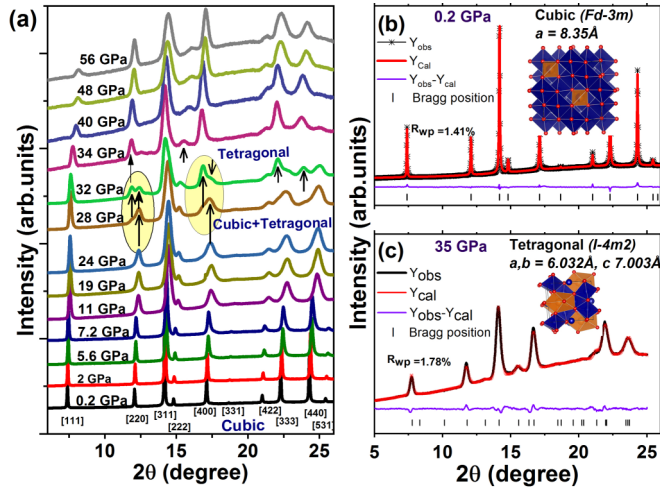 (a)
56 GPa
48 GPa
40 GPa
34 GPa
Tetragonal
32 GPa
28 GPa
Cubic+Tetragonal
24 GPa
19 GPa
11 GPa
7.2 GPa
5.6 GPa
2 GPa
0.2 GPa
[111] [220] [311] [222] [400] [331] [422] [333] [440] [531]
Cubic
10 15 20 25
2θ (degree)
Intensity (arb.units)
(b) 0.2 GPa Cubic (Fd-3m)
a = 8.35Å
Yobs
YCal
Yobs-Ycal
Bragg position
Rwp =1.41%
(c) 35 GPa Tetragonal (I-4m2)
a,b = 6.032Å, c 7.003Å
Yobs
Ycal
Yobs-Ycal
Bragg position
Rwp =1.78%
5 10 15 20 25
2θ (degree)
Intensity (arb.units)